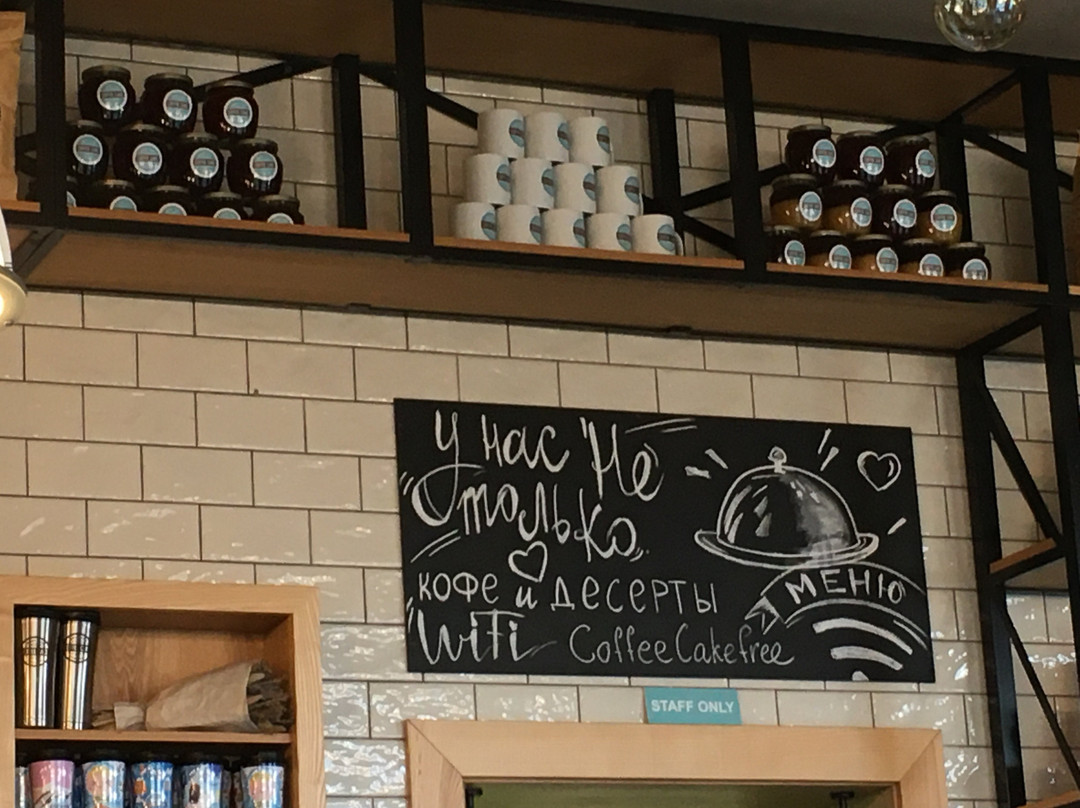 У нас "Не
только
кофе и десерты
WiFi CoffeeCakefree
МЕНЮ
STAFF ONLY